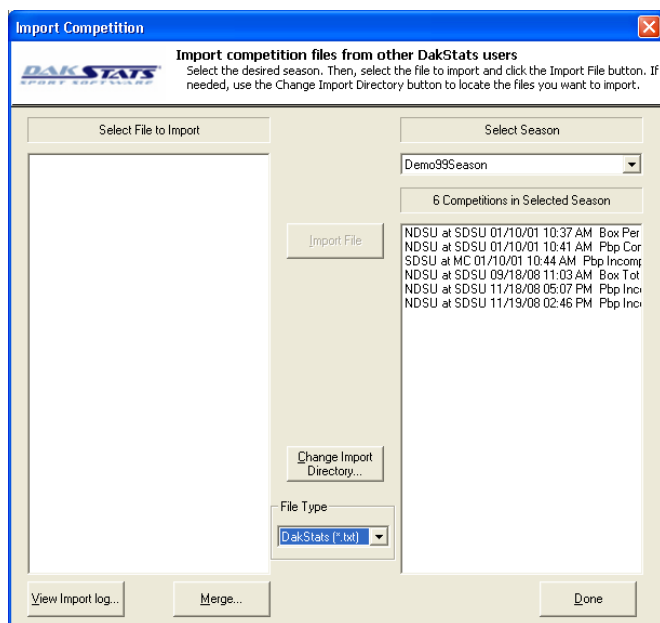 Import Competition
Import competition files from other DakStats users
Select the desired season. Then, select the file to import and click the Import File button. If
needed, use the Change Import Directory button to locate the files you want to import.
DAKSTATS
SPORT SOFTWARE
Select File to Import
Select Season
Demo99Season
6 Competitions in Selected Season
NDSU at SDSU 01/10/01 10:37 AM Box Per
NDSU at SDSU 01/10/01 10:41 AM Pbp Cor
SDSU at MC 01/10/01 10:44 AM Pbp Incomp
NDSU at SDSU 09/18/08 11:03 AM Box Tot
NDSU at SDSU 11/18/08 05:07 PM Pbp Inc
NDSU at SDSU 11/19/08 02:46 PM Pbp Inc
Import File
Change Import
Directory...
File Type
DakStats (*.txt)
View Import log...
Merge...
Done